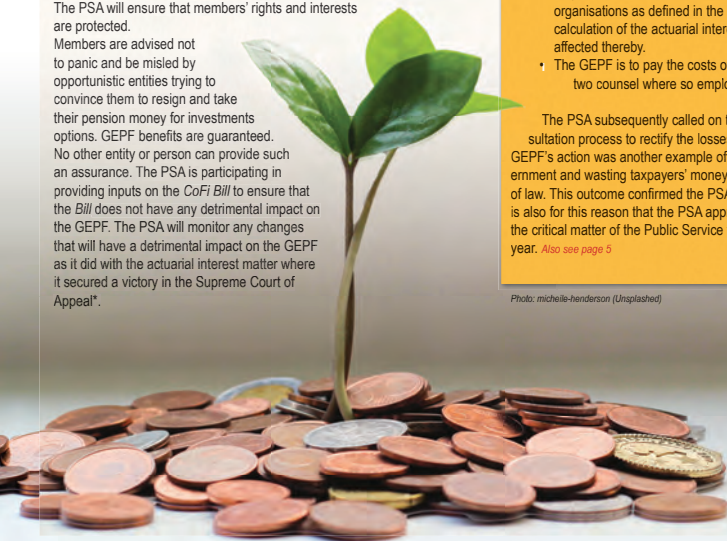 The PSA will ensure that members' rights and interests
are protected.
Members are advised not
to panic and be misled by
opportunistic entities trying to
convince them to resign and take
their pension money for investments
options. GEPF benefits are guaranteed.
No other entity or person can provide such
an assurance. The PSA is participating in
providing inputs on the CoFi Bill to ensure that
the Bill does not have any detrimental impact on
the GEPF. The PSA will monitor any changes
that will have a detrimental impact on the GEPF
as it did with the actuarial interest matter where
it secured a victory in the Supreme Court of
Appeal*.
organisations as defined in the
calculation of the actuarial
affected thereby.
• The GEPF is to pay the costs
two counsel where so
The PSA subsequently called on
sultation process to rectify the
GEPF's action was another example of
ernment and wasting taxpayers' money
of law. This outcome confirmed the
is also for this reason that the PSA
the critical matter of the Public Service
year. Also see page 5
Photo: micheile-henderson (Unsplashed)